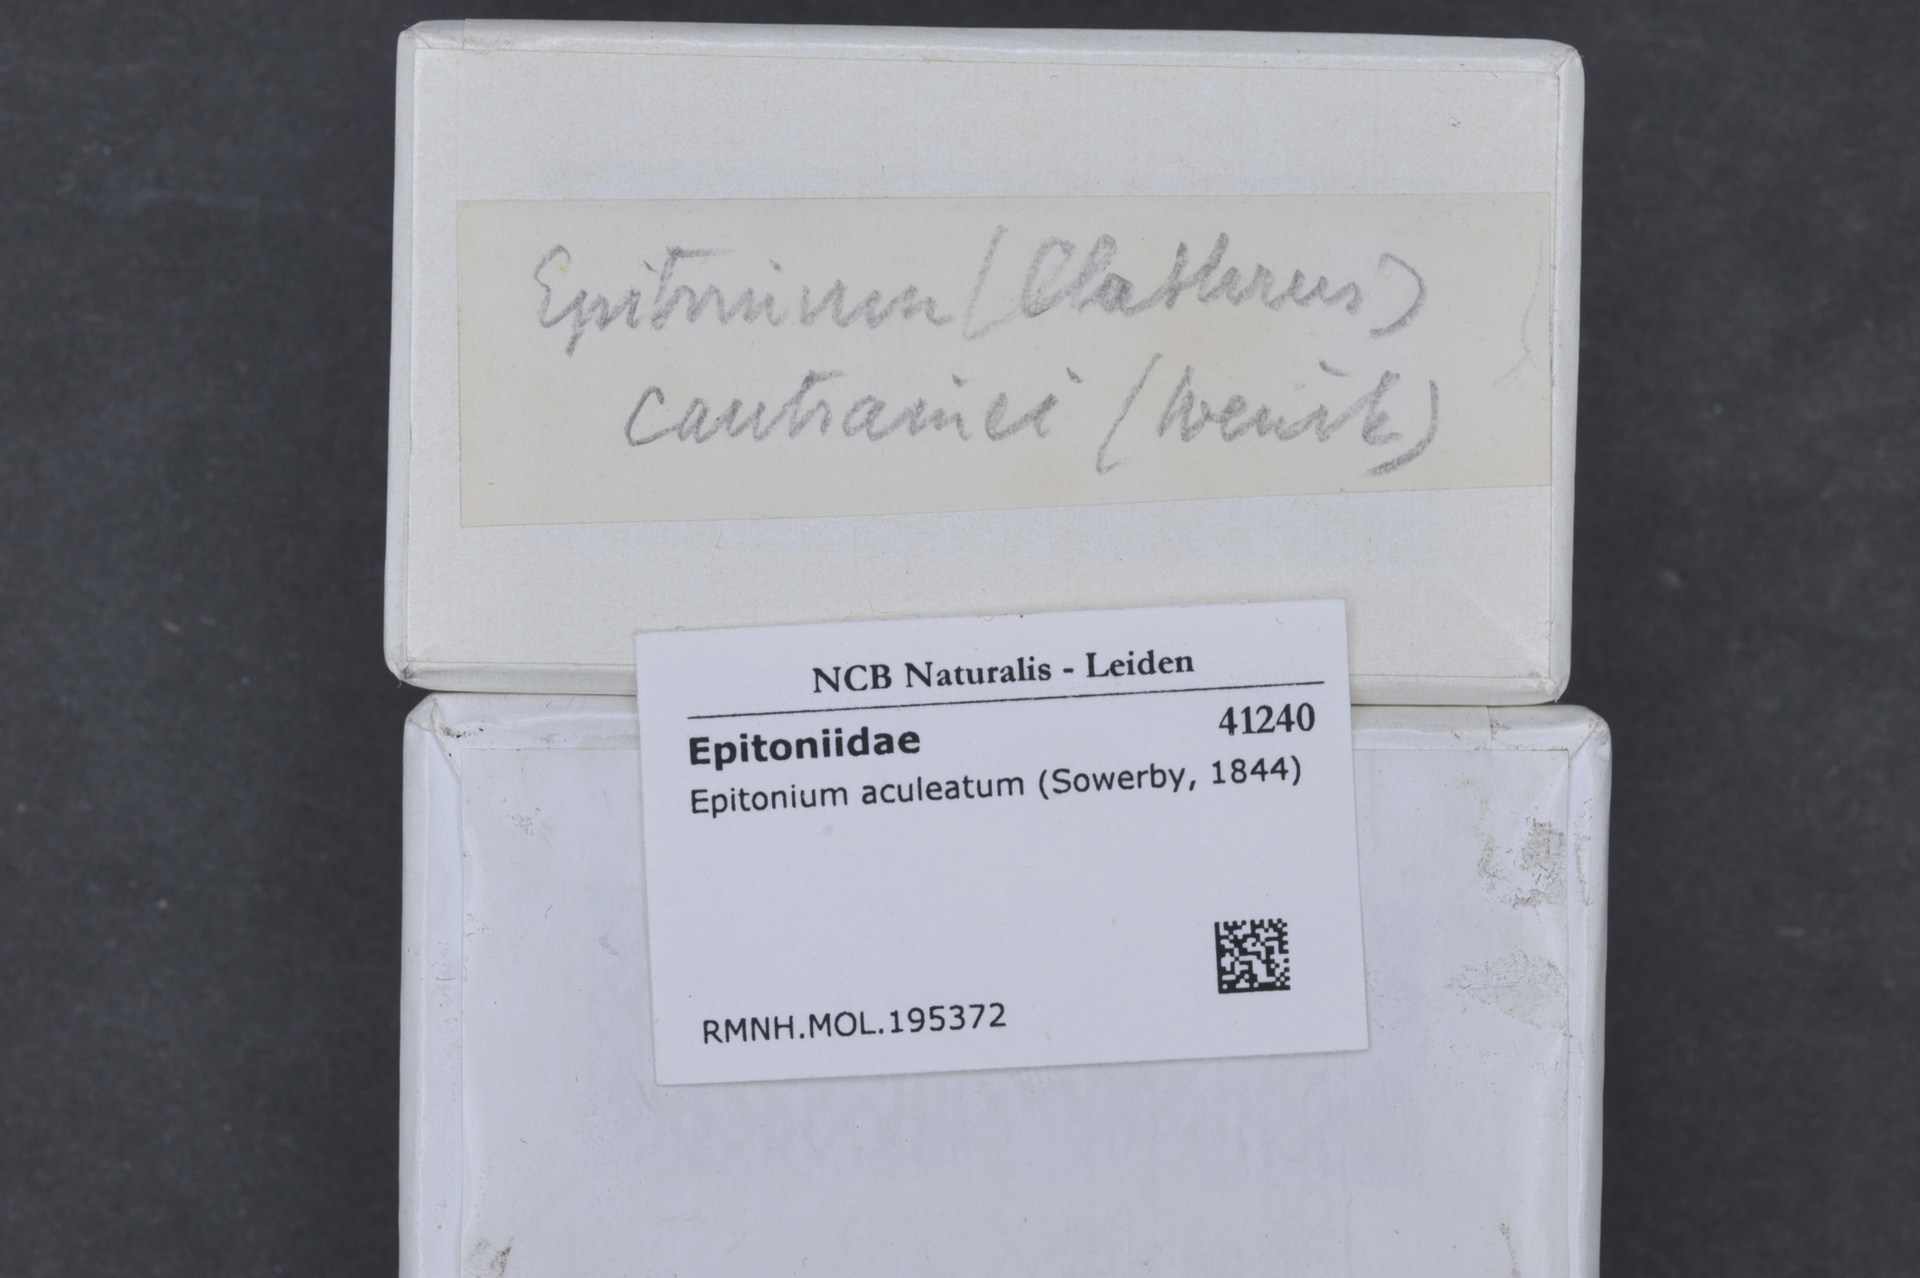 Epitonium (Clathrus)
cantrainei (Weink)
NCB Naturalis - Leiden
Epitoniidae 41240
Epitonium aculeatum (Sowerby, 1844)
RMNH.MOL.195372